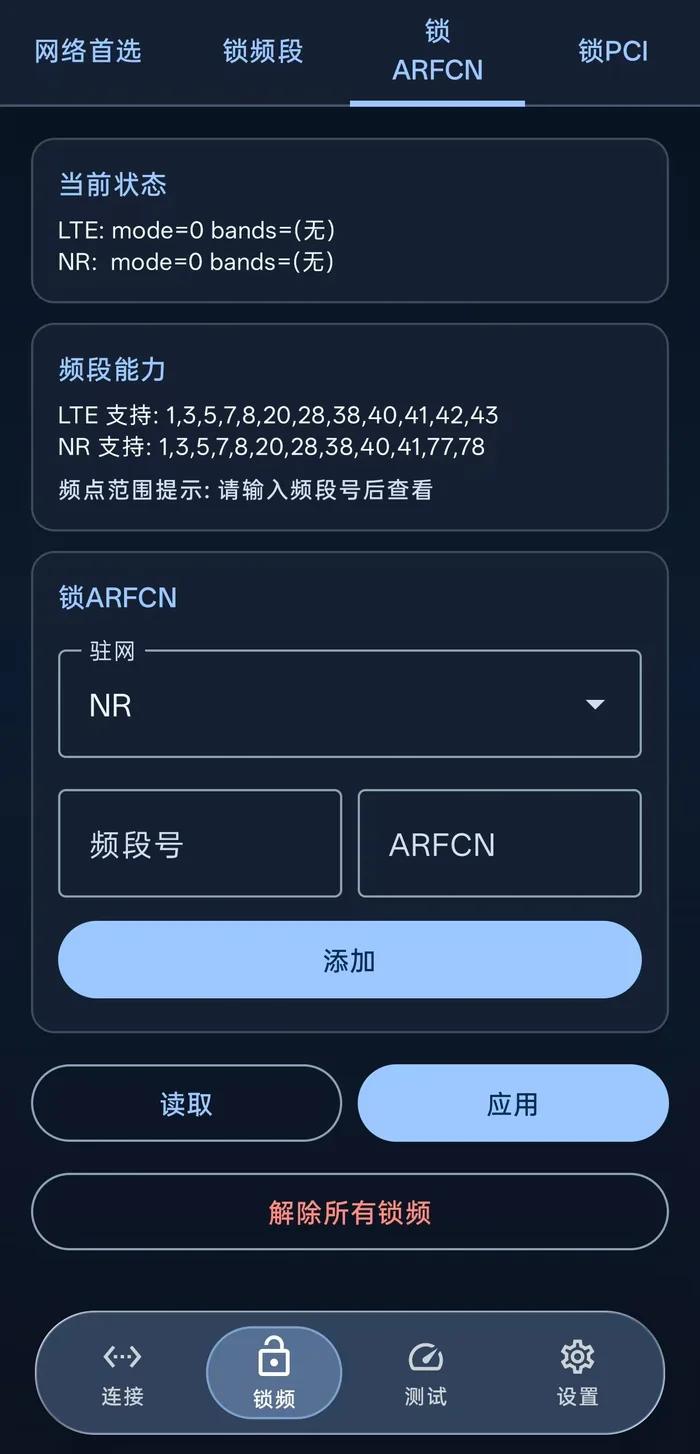 网络首选
锁频段
锁
ARFCN
锁PCI
当前状态
LTE: mode=0 bands=(无)
NR: mode=0 bands=(无)
频段能力
LTE 支持: 1,3,5,7,8,20,28,38,40,41,42,43
NR 支持: 1,3,5,7,8,20,28,38,40,41,77,78
频点范围提示: 请输入频段号后查看
锁ARFCN
驻网
NR
频段号
ARFCN
添加
读取
应用
解除所有锁频
连接
锁频
测试
设置